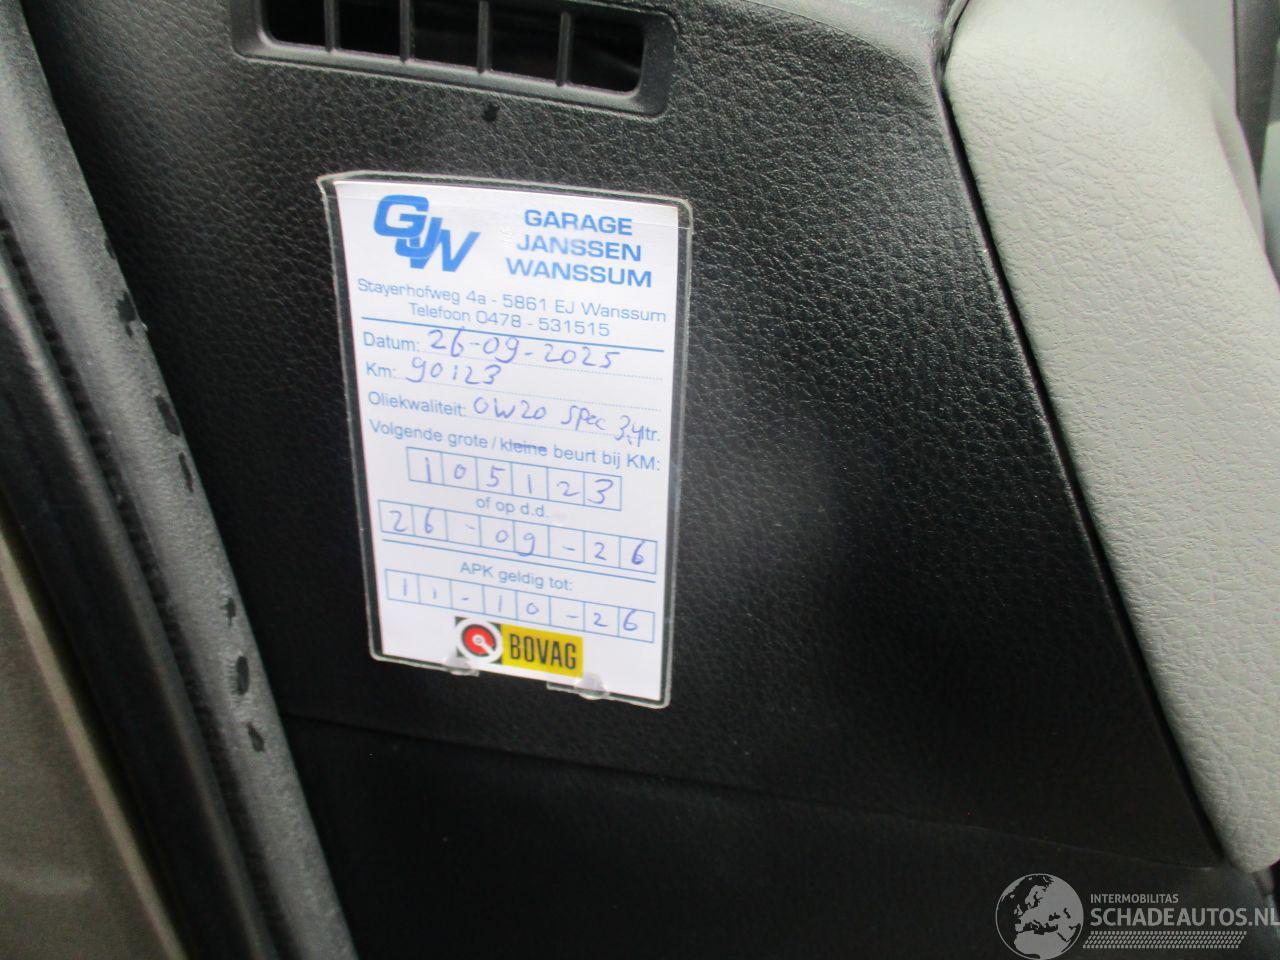 GJW
GARAGE
JANSSEN
WANSSUM
Stayerhofweg 4a - 5861 EJ Wanssum
Telefoon 0478 - 531515
Datum: 26-09-2025
Km: 90123
Oliekwaliteit: 0W20 Spec 3,4 ltr.
Volgende grote / kleine beurt bij KM:
105123
of op d.d.
26-09-26
APK geldig tot:
11-10-26
BOVAG
INTERMOBILITAS
SCHADEAUTOS.NL